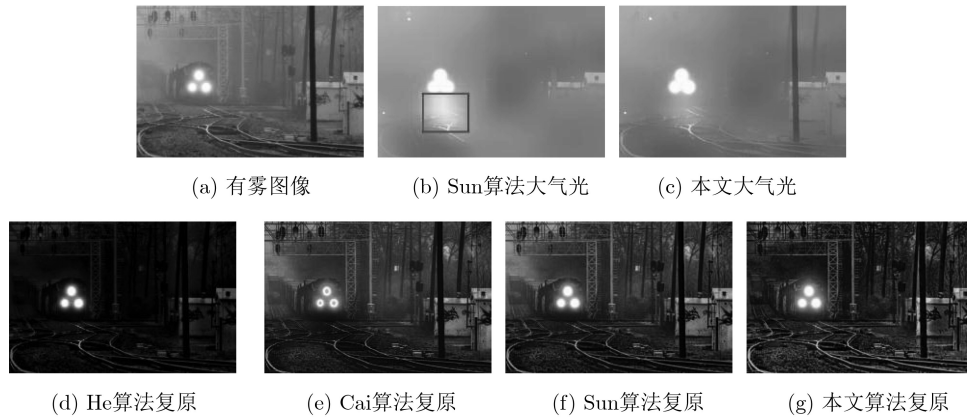 (a) 有雾图像
(b) Sun算法大气光
(c) 本文大气光
(d) He算法复原
(e) Cai算法复原
(f) Sun算法复原
(g) 本文算法复原